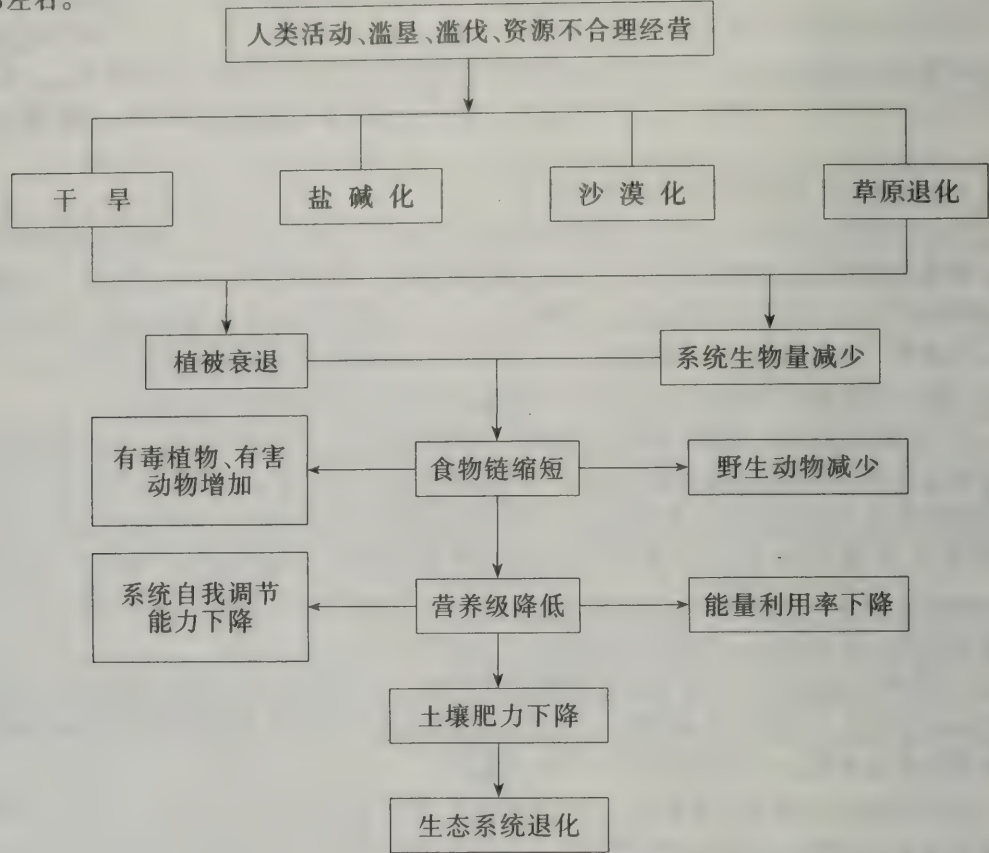 左右。
人类活动、滥垦、滥伐、资源不合理经营
干旱
盐碱化
沙漠化
草原退化
植被衰退
系统生物量减少
有毒植物、有害
动物增加
食物链缩短
野生动物减少
系统自我调节
能力下降
营养级降低
能量利用率下降
土壤肥力下降
生态系统退化